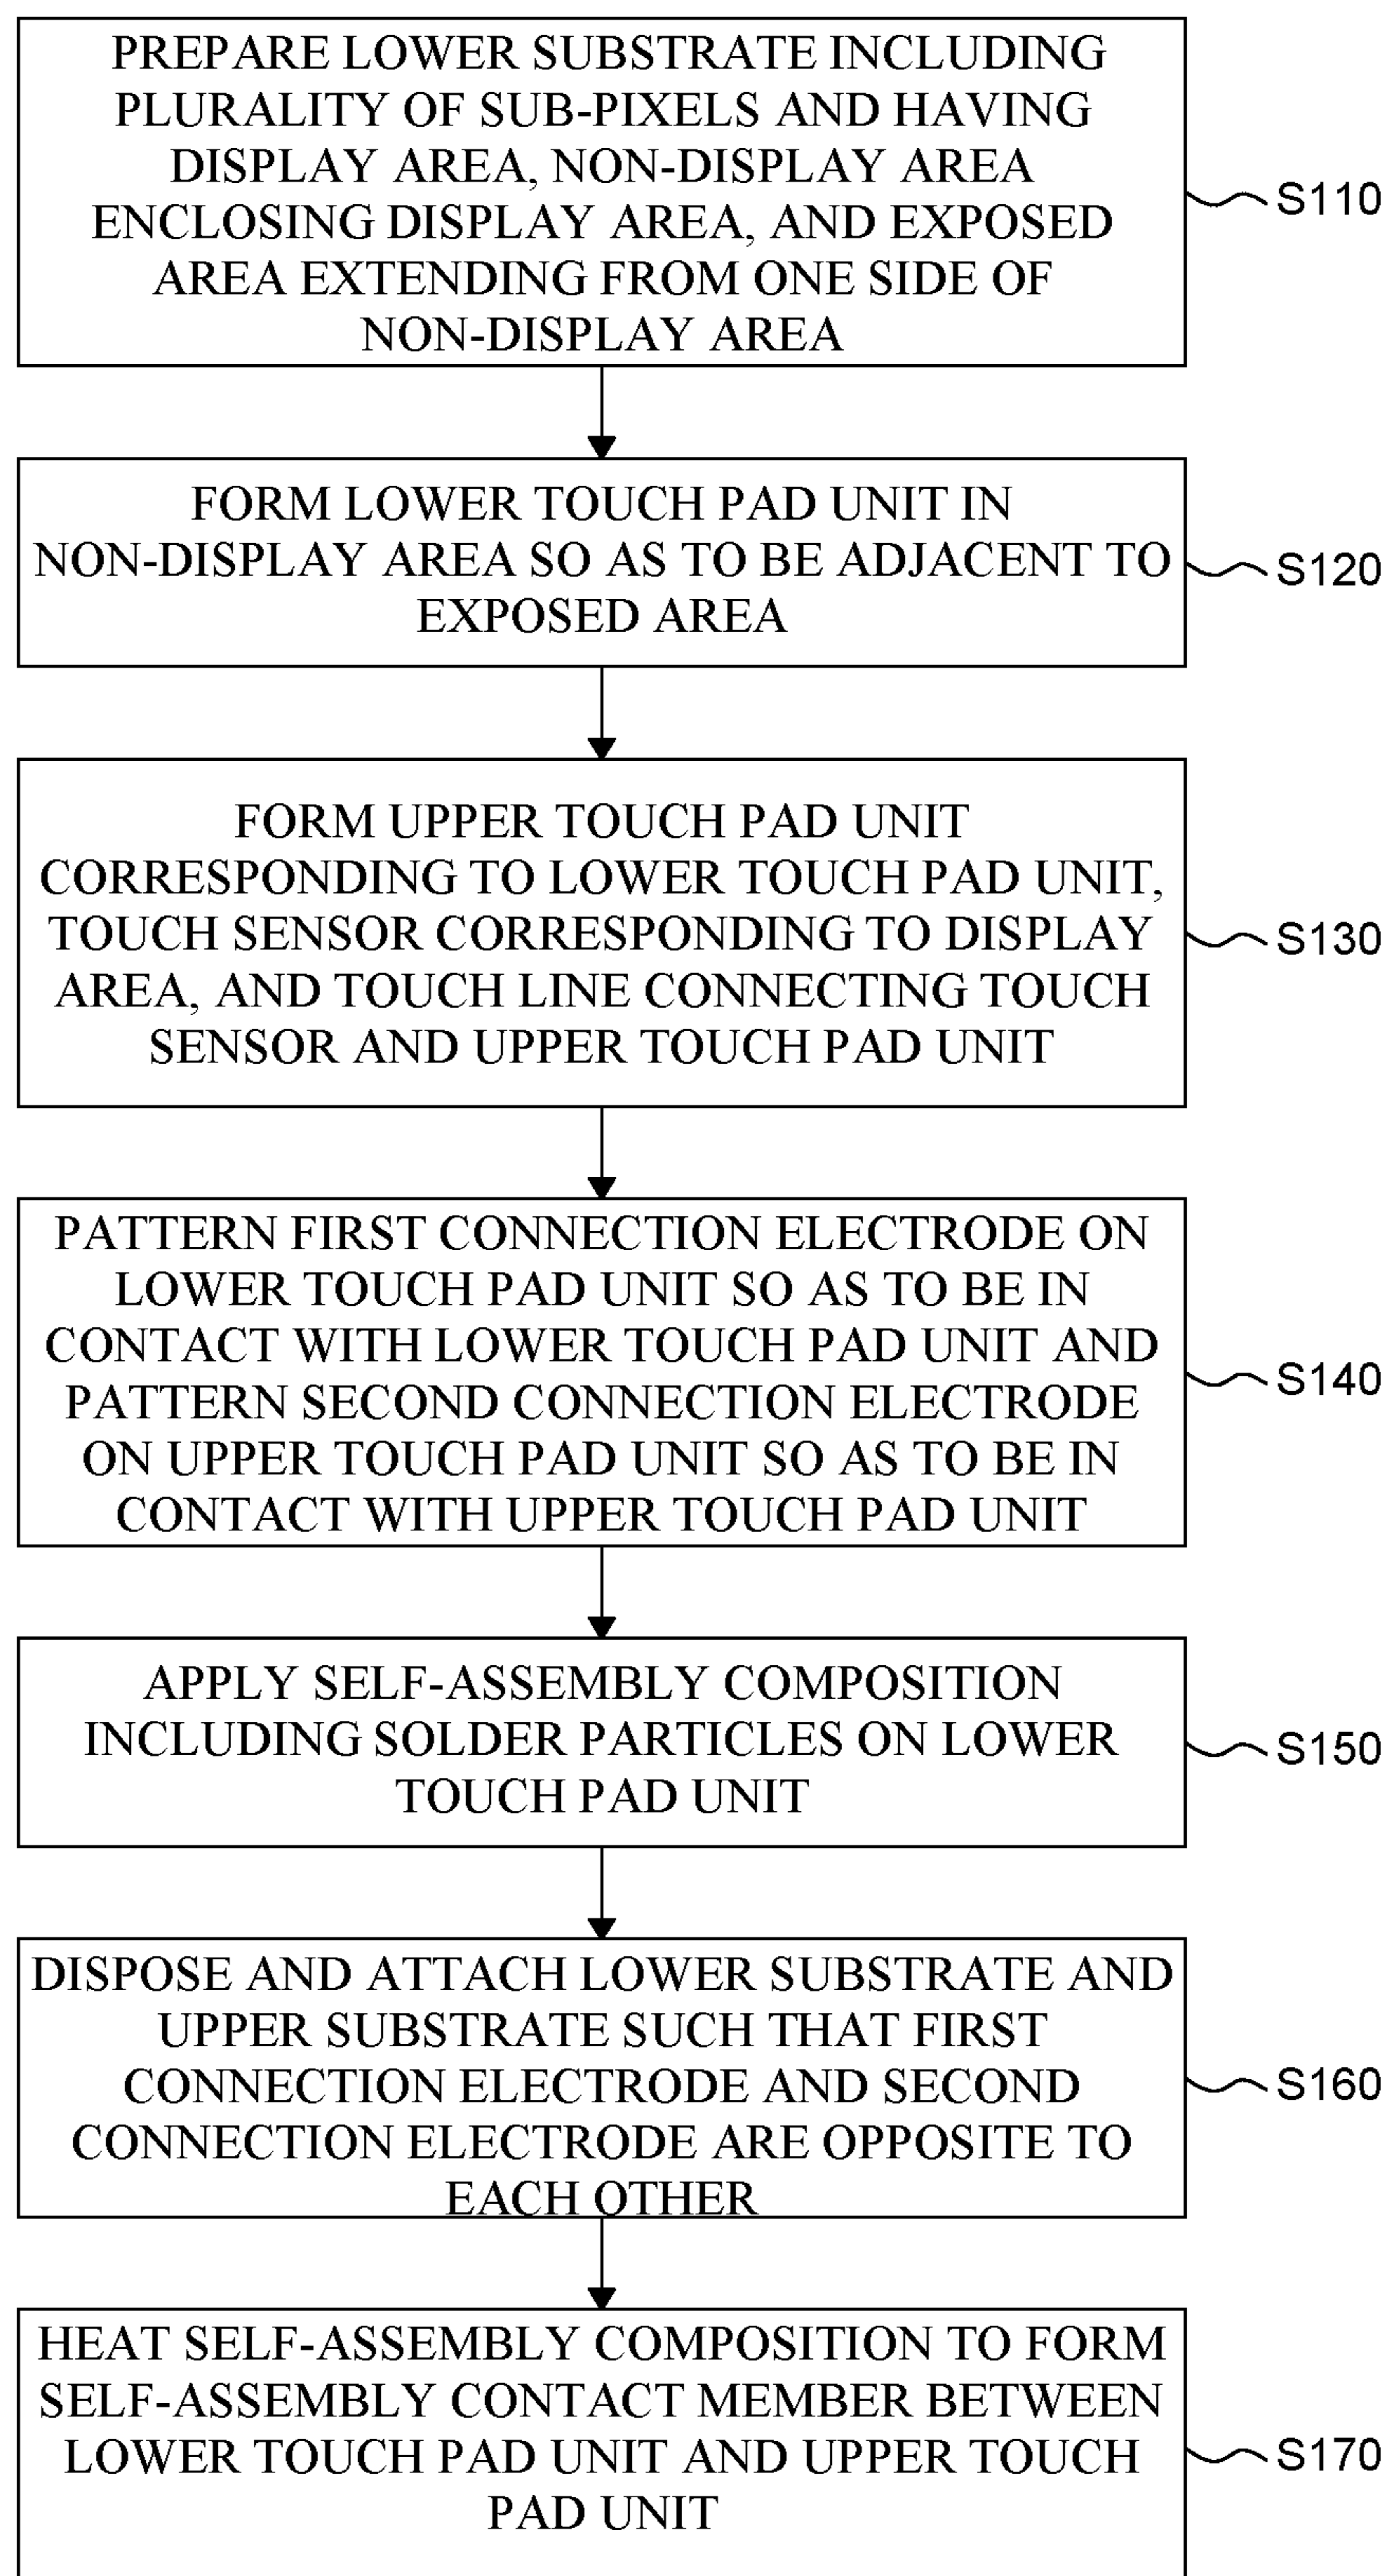 PREPARE LOWER SUBSTRATE INCLUDING
PLURALITY OF SUB-PIXELS AND HAVING
DISPLAY AREA, NON-DISPLAY AREA
ENCLOSING DISPLAY AREA, AND EXPOSED
AREA EXTENDING FROM ONE SIDE OF
NON-DISPLAY AREA
S110
FORM LOWER TOUCH PAD UNIT IN
NON-DISPLAY AREA SO AS TO BE ADJACENT TO
EXPOSED AREA
S120
FORM UPPER TOUCH PAD UNIT
CORRESPONDING TO LOWER TOUCH PAD UNIT,
TOUCH SENSOR CORRESPONDING TO DISPLAY
AREA, AND TOUCH LINE CONNECTING TOUCH
SENSOR AND UPPER TOUCH PAD UNIT
S130
PATTERN FIRST CONNECTION ELECTRODE ON
LOWER TOUCH PAD UNIT SO AS TO BE IN
CONTACT WITH LOWER TOUCH PAD UNIT AND
PATTERN SECOND CONNECTION ELECTRODE
ON UPPER TOUCH PAD UNIT SO AS TO BE IN
CONTACT WITH UPPER TOUCH PAD UNIT
S140
APPLY SELF-ASSEMBLY COMPOSITION
INCLUDING SOLDER PARTICLES ON LOWER
TOUCH PAD UNIT
S150
DISPOSE AND ATTACH LOWER SUBSTRATE AND
UPPER SUBSTRATE SUCH THAT FIRST
CONNECTION ELECTRODE AND SECOND
CONNECTION ELECTRODE ARE OPPOSITE TO
EACH OTHER
S160
HEAT SELF-ASSEMBLY COMPOSITION TO FORM
SELF-ASSEMBLY CONTACT MEMBER BETWEEN
LOWER TOUCH PAD UNIT AND UPPER TOUCH
PAD UNIT
S170